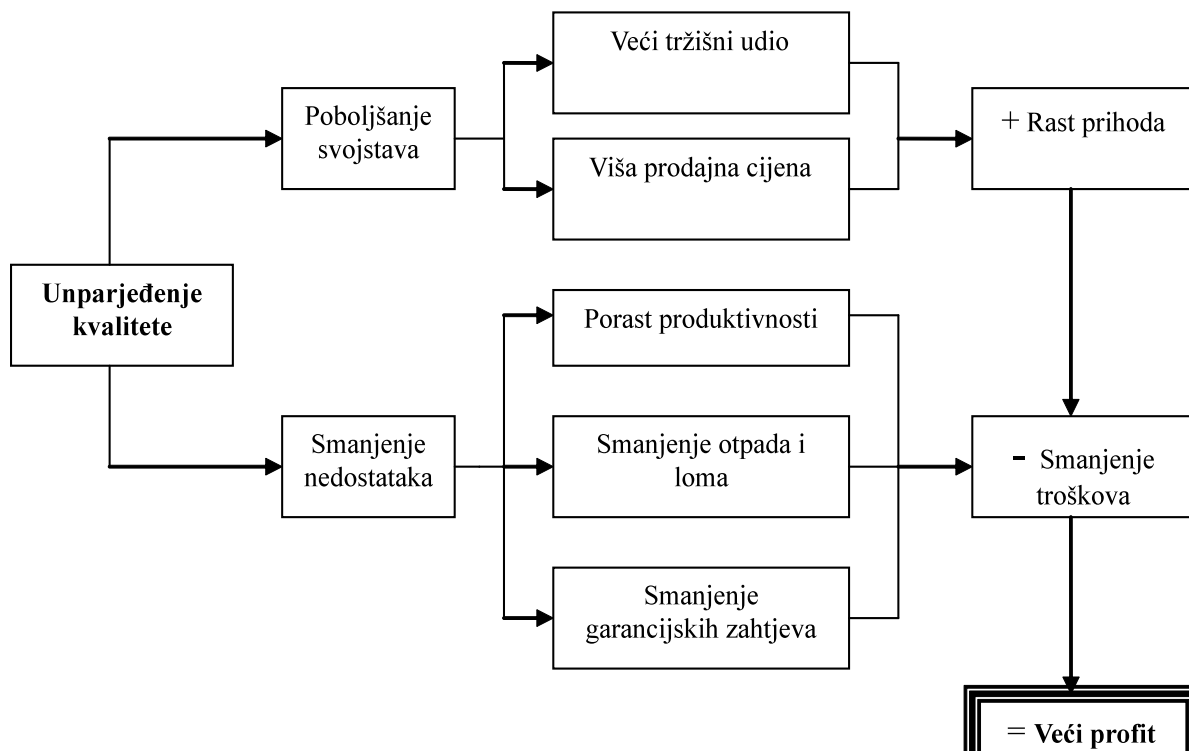 Veći tržišni udio
Poboljšanje
svojstava
+ Rast prihoda
Viša prodajna cijena
Unparjeđenje
kvalitete
Porast produktivnosti
Smanjenje
nedostataka
Smanjenje otpada i
loma
- Smanjenje
troškova
Smanjenje
garancijskih zahtjeva
= Veći profit